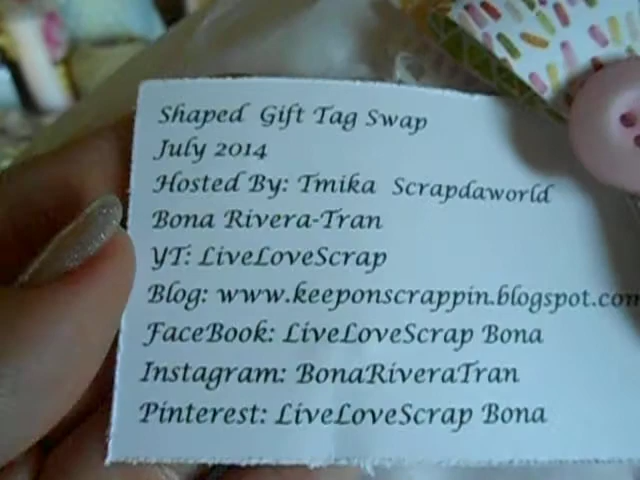 Shaped Gift Tag Swap
July 2014
Hosted By: Tmika Scrapdaworld
Bona Rivera-Tran
YT: LiveLoveScrap
Blog: www.keeponscrappin.blogspot.com
FaceBook: LiveLoveScrap Bona
Instagram: BonaRiveraTran
Pinterest: LiveLoveScrap Bona